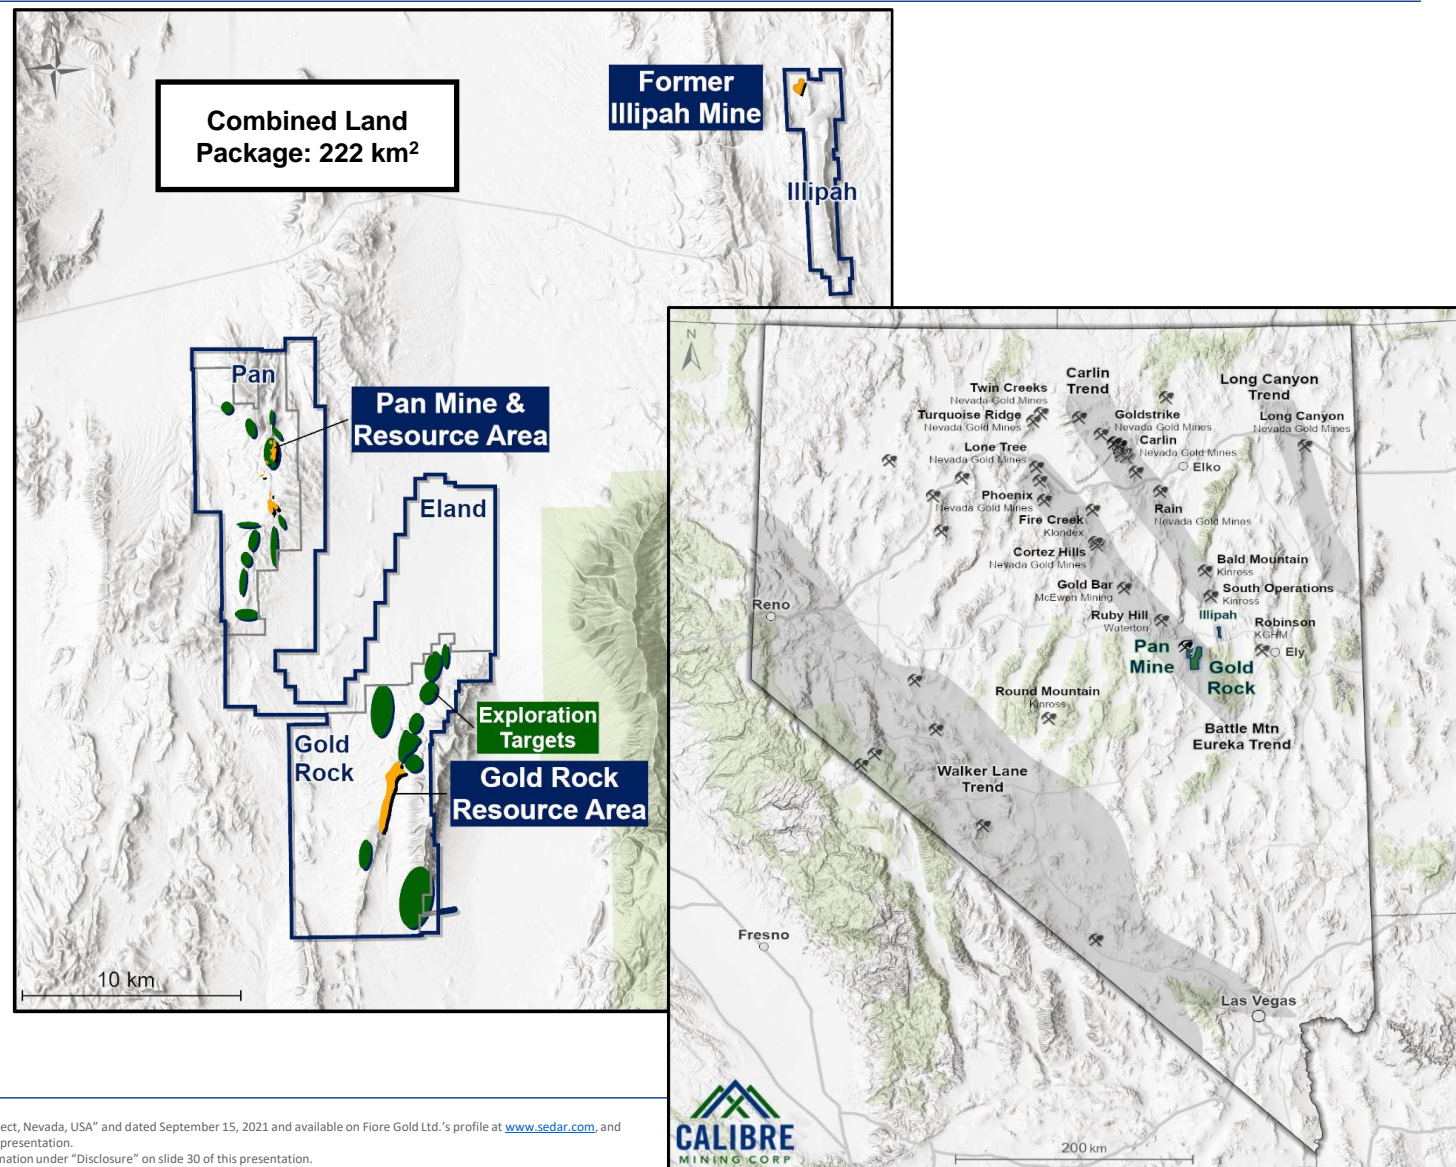 Combined Land
Package: 222 km²
Former
Illipah Mine
Illipah
Pan
Pan Mine &
Resource Area
Eland
Exploration
Targets
Gold
Rock
Gold Rock
Resource Area
10 km
N
Carlin
Trend
Long Canyon
Trend
Twin Creeks
Nevada Gold Mines
Turquoise Ridge
Nevada Gold Mines
Goldstrike
Nevada Gold Mines
Long Canyon
Nevada Gold Mines
Carlin
Nevada Gold Mines
Lone Tree
Nevada Gold Mines
Elko
Phoenix
Nevada Gold Mines
Rain
Nevada Gold Mines
Fire Creek
Klondex
Cortez Hills
Nevada Gold Mines
Bald Mountain
Kinross
Gold Bar
McEwen Mining
South Operations
Kinross
Reno
Illipah
Ruby Hill
Waterton
Robinson
KGHM
Ely
Pan
Mine
Gold
Rock
Round Mountain
Kinross
Battle Mtn
Eureka Trend
Walker Lane
Trend
Fresno
Las Vegas
200 km
CALIBRE
MINING CORP
ect, Nevada, USA” and dated September 15, 2021 and available on Fiore Gold Ltd.’s profile at www.sedar.com, and
presentation.
mation under “Disclosure” on slide 30 of this presentation.